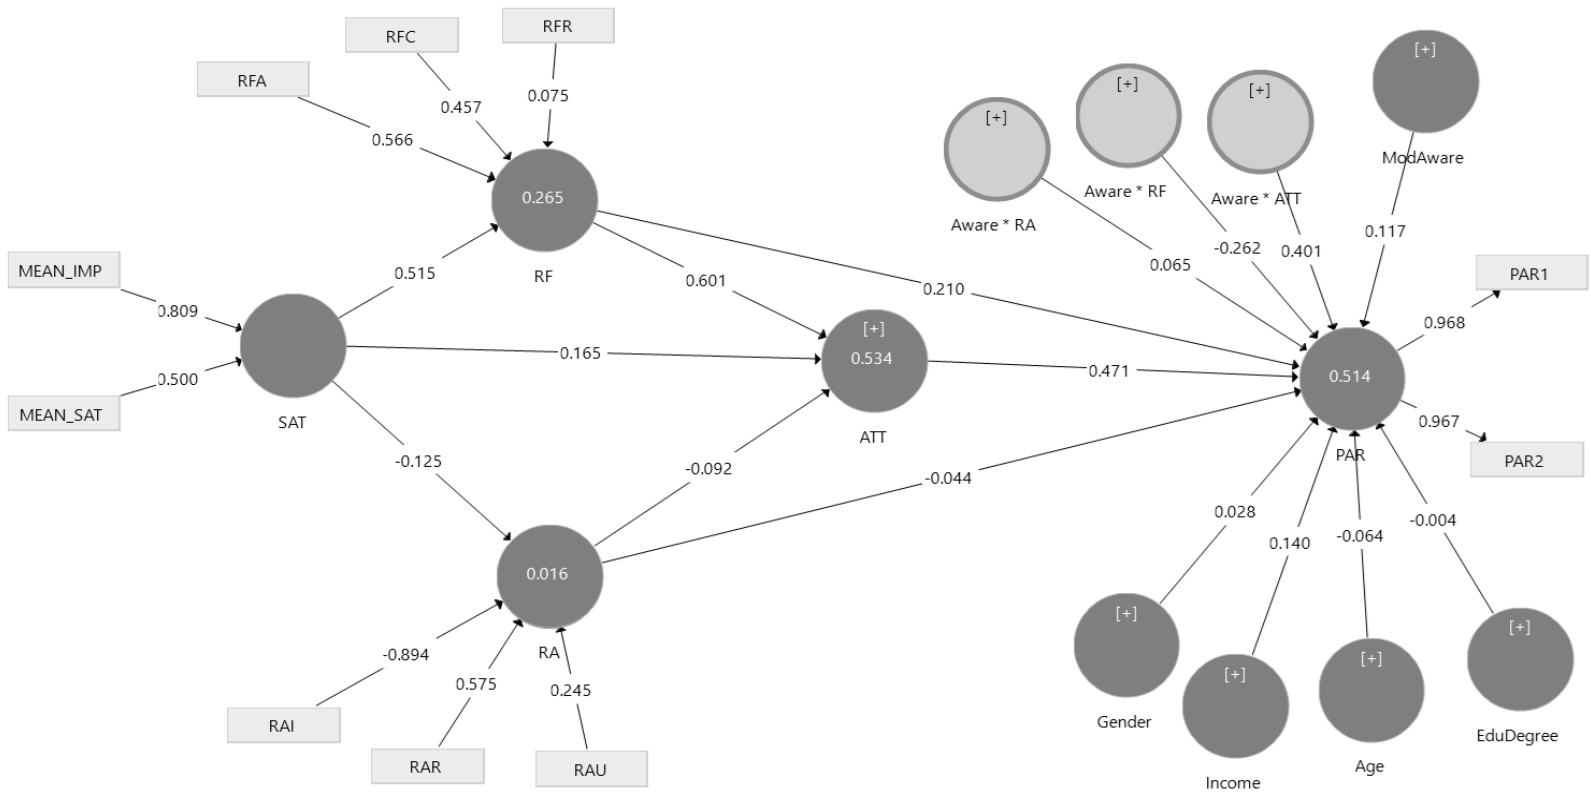 RFR
RFC
RFA
0.075
0.457
0.566
[+]
[+]
[+]
[+]
ModAware
Aware * RF
Aware * ATT
Aware * RA
0.265
RF
0.117
-0.262
0.401
0.065
MEAN_IMP
0.809
0.515
0.601
0.210
PAR1
0.968
[+]
0.534
0.165
0.471
0.514
0.500
MEAN_SAT
SAT
ATT
0.967
PAR
PAR2
-0.125
-0.092
-0.044
0.028
0.140
-0.064
-0.004
0.016
RA
-0.894
0.575
0.245
RAI
RAR
RAU
[+]
[+]
[+]
[+]
Gender
Income
Age
EduDegree